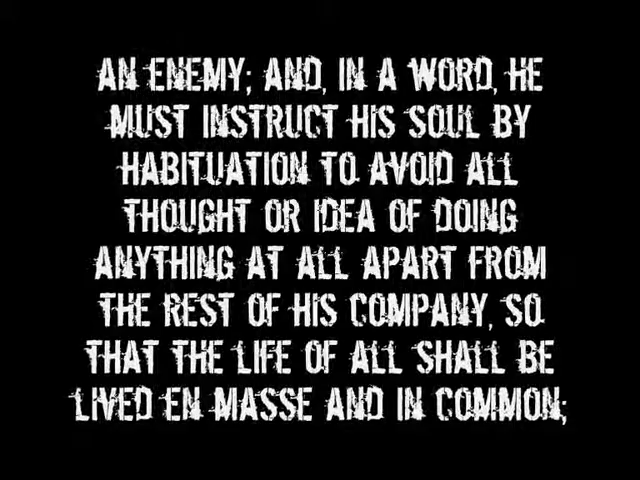 AN ENEMY; AND, IN A WORD, HE
MUST INSTRUCT HIS SOUL BY
HABITUATION TO AVOID ALL
THOUGHT OR IDEA OF DOING
ANYTHING AT ALL APART FROM
THE REST OF HIS COMPANY, SO
THAT THE LIFE OF ALL SHALL BE
LIVED EN MASSE AND IN COMMON;